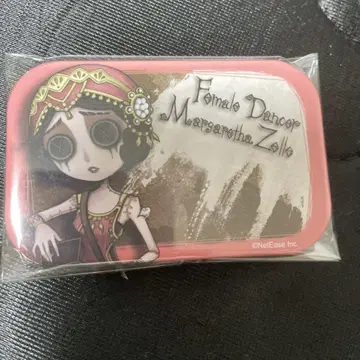 Female Dancer
Margaretha Zelle
©NetEase Inc.